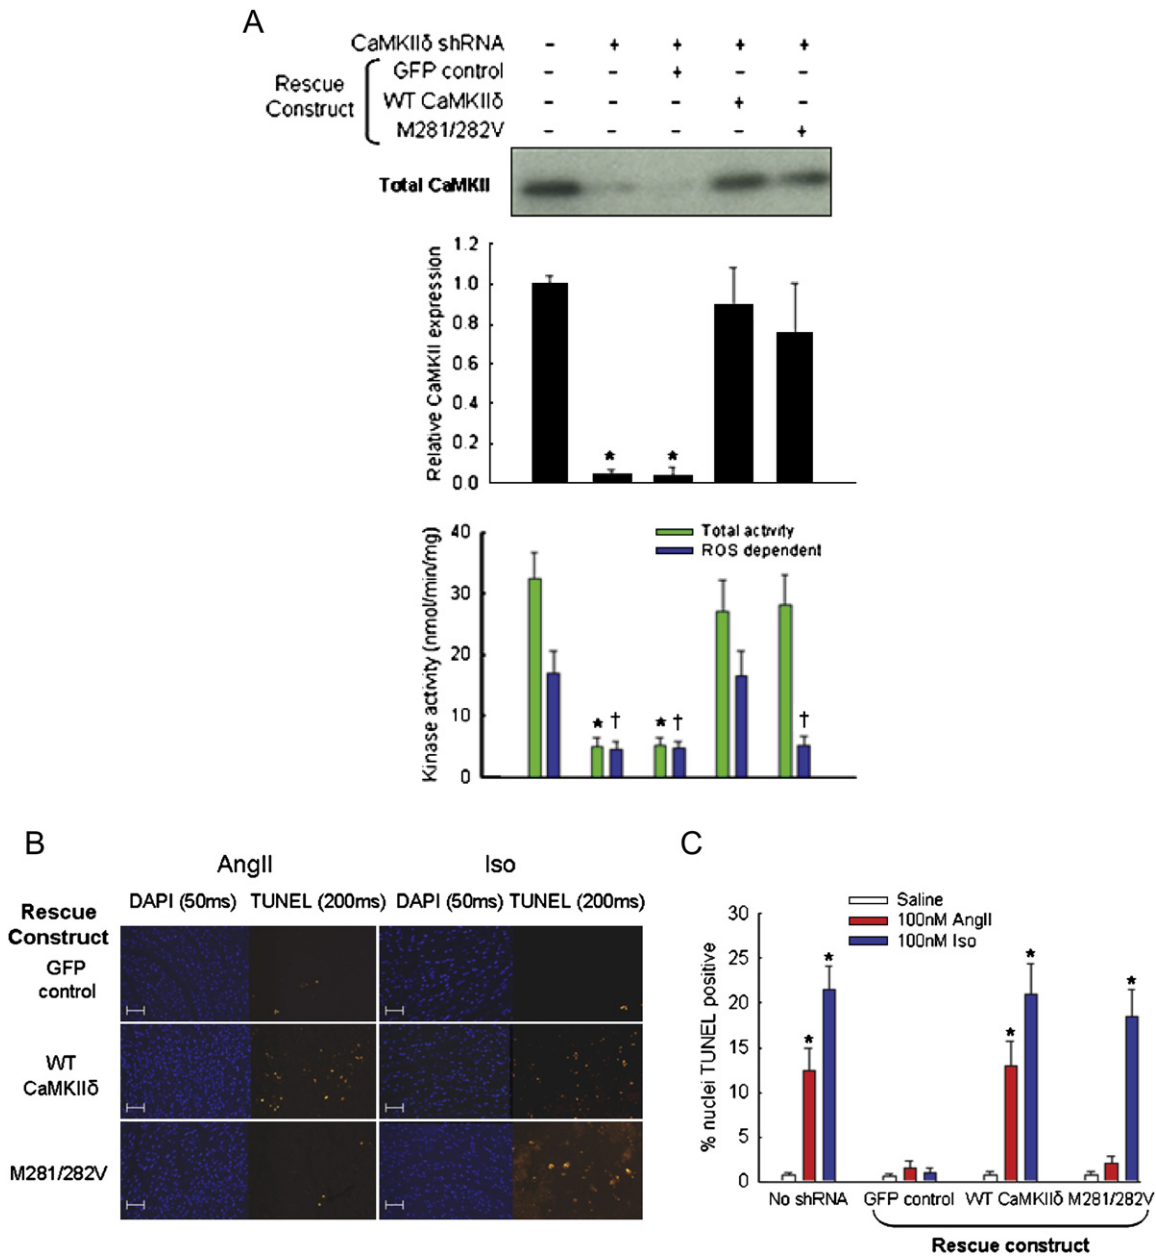 A
CaMKIIδ shRNA - + + + +
GFP control - - + - -
Rescue Construct
WT CaMKIIδ - - - + -
M281/282V - - - - +
Total CaMKII
Relative CaMKII expression
1.2
1.0
0.8
0.6
0.4
0.2
0.0
* *
Kinase activity (nmol/min/mg)
40
30
20
10
0
Total activity
ROS dependent
* † * † †
B
AngII Iso
DAPI (50ms) TUNEL (200ms) DAPI (50ms) TUNEL (200ms)
Rescue
Construct
GFP
control
WT
CaMKIIδ
M281/282V
C
Saline
100nM AngII
100nM Iso
% nuclei TUNEL positive
30
25
20
15
10
5
0
* * * * *
No shRNA GFP control WT CaMKIIδ M281/282V
Rescue construct